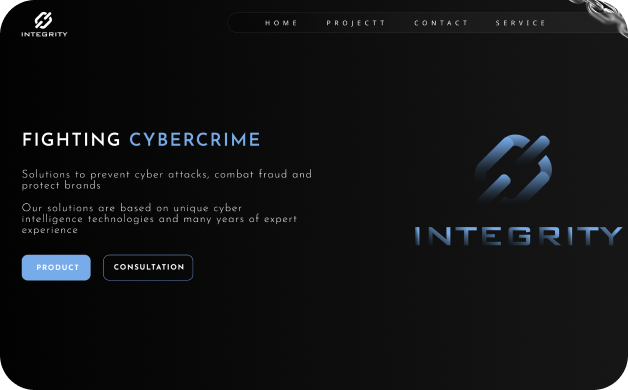 INTEGRITY
HOME PROJECTT CONTACT SERVICE
FIGHTING CYBERCRIME
Solutions to prevent cyber attacks, combat fraud and
protect brands
Our solutions are based on unique cyber
intelligence technologies and many years of expert
experience
PRODUCT CONSULTATION
INTEGRITY